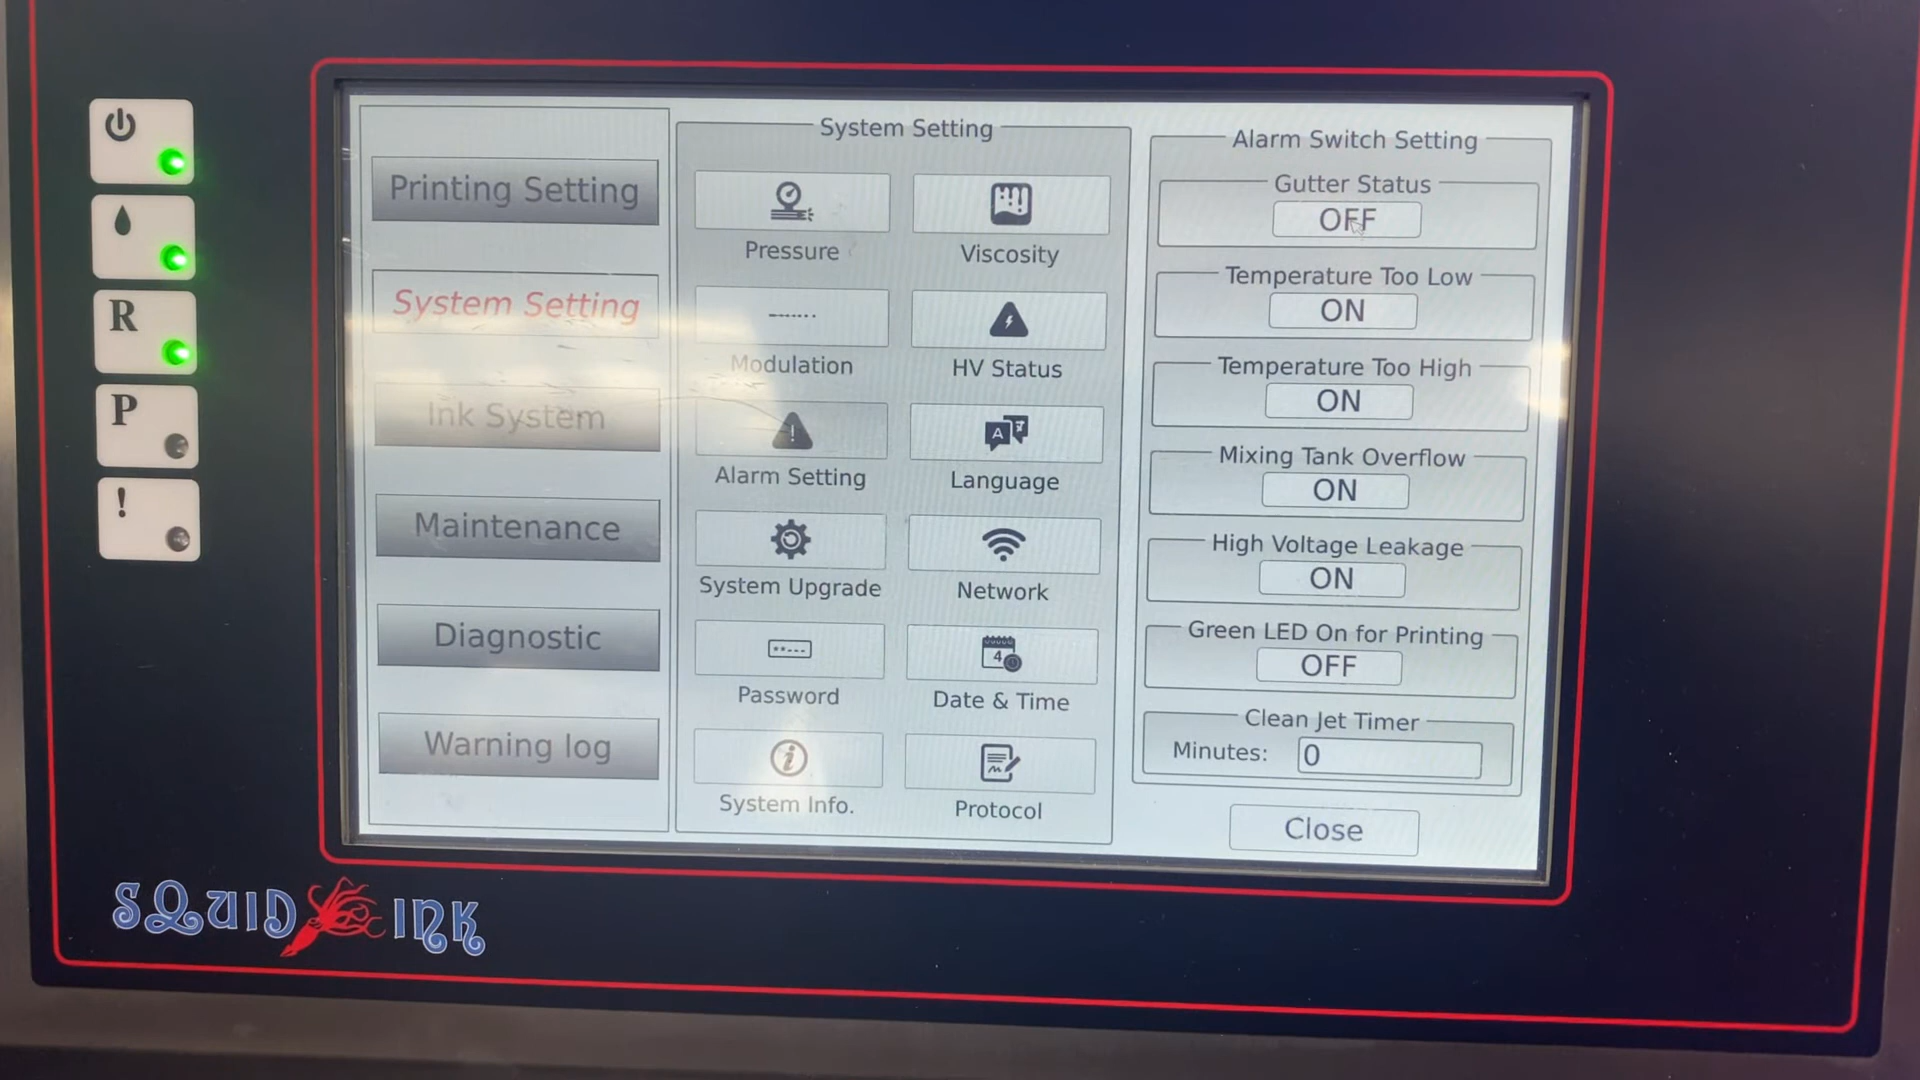 R
P
!
Printing Setting
System Setting
Ink System
Maintenance
Diagnostic
Warning log
System Setting
Pressure
Viscosity
Modulation
HV Status
Alarm Setting
Language
System Upgrade
Network
Password
Date & Time
System Info.
Protocol
Alarm Switch Setting
Gutter Status
OFF
Temperature Too Low
ON
Temperature Too High
ON
Mixing Tank Overflow
ON
High Voltage Leakage
ON
Green LED On for Printing
OFF
Clean Jet Timer
Minutes: 0
Close
SQUID INK